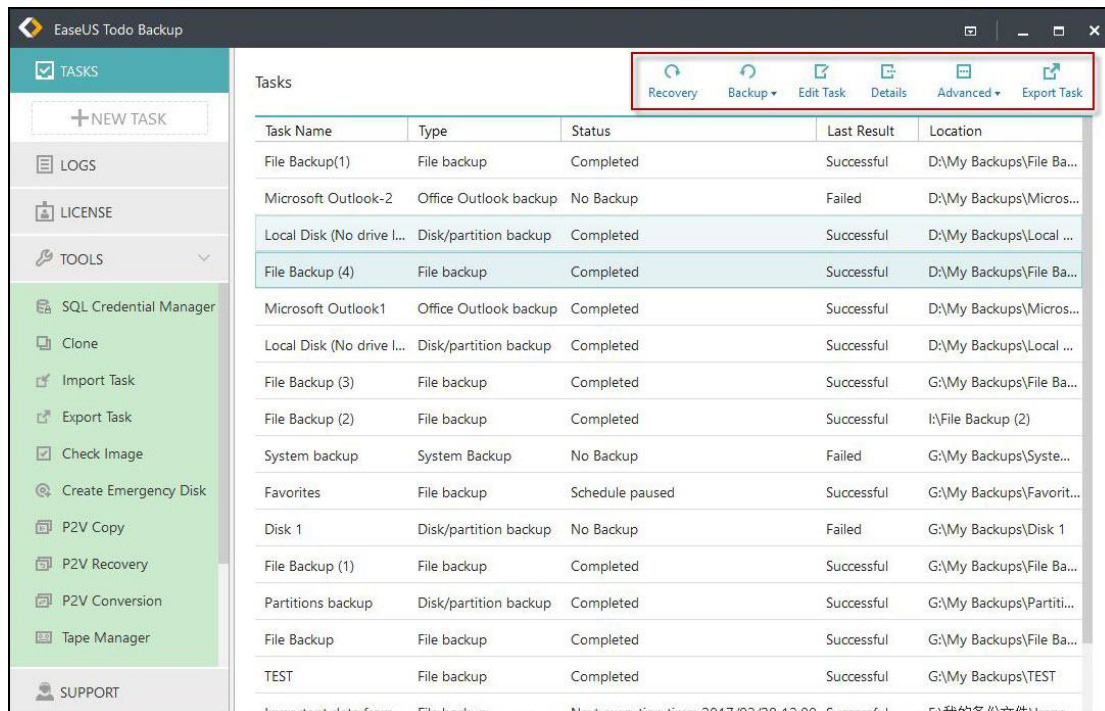 EaseUS Todo Backup
TASKS
NEW TASK
LOGS
LICENSE
TOOLS
SQL Credential Manager
Clone
Import Task
Export Task
Check Image
Create Emergency Disk
P2V Copy
P2V Recovery
P2V Conversion
Tape Manager
SUPPORT
Tasks
Recovery Backup Edit Task Details Advanced Export Task
Task Name Type Status Last Result Location
File Backup(1) File backup Completed Successful D:\My Backups\File Ba...
Microsoft Outlook-2 Office Outlook backup No Backup Failed D:\My Backups\Micros...
Local Disk (No drive l... Disk/partition backup Completed Successful D:\My Backups\Local ...
File Backup (4) File backup Completed Successful D:\My Backups\File Ba...
Microsoft Outlook1 Office Outlook backup Completed Successful D:\My Backups\Micros...
Local Disk (No drive l... Disk/partition backup Completed Successful D:\My Backups\Local ...
File Backup (3) File backup Completed Successful G:\My Backups\File Ba...
File Backup (2) File backup Completed Successful I:\File Backup (2)
System backup System Backup No Backup Failed G:\My Backups\Syste...
Favorites File backup Schedule paused Successful G:\My Backups\Favorit...
Disk 1 Disk/partition backup No Backup Failed G:\My Backups\Disk 1
File Backup (1) File backup Completed Successful G:\My Backups\File Ba...
Partitions backup Disk/partition backup Completed Successful G:\My Backups\Partiti...
File Backup File backup Completed Successful G:\My Backups\File Ba...
TEST File backup Completed Successful G:\My Backups\TEST